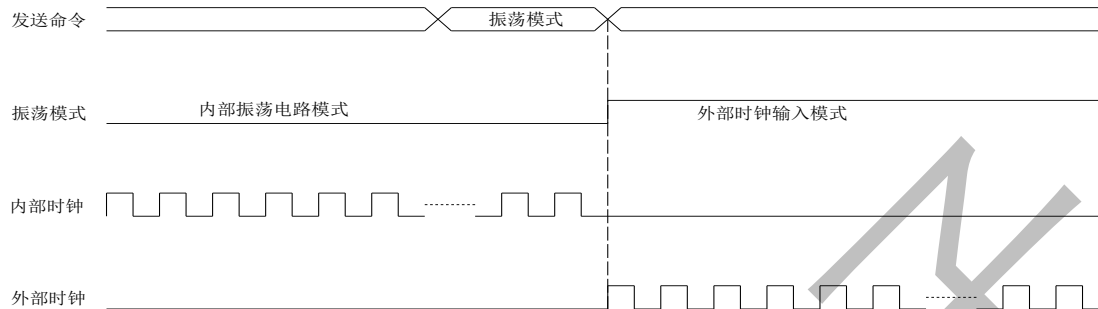 发送命令
振荡模式
振荡模式
内部振荡电路模式
外部时钟输入模式
内部时钟
外部时钟